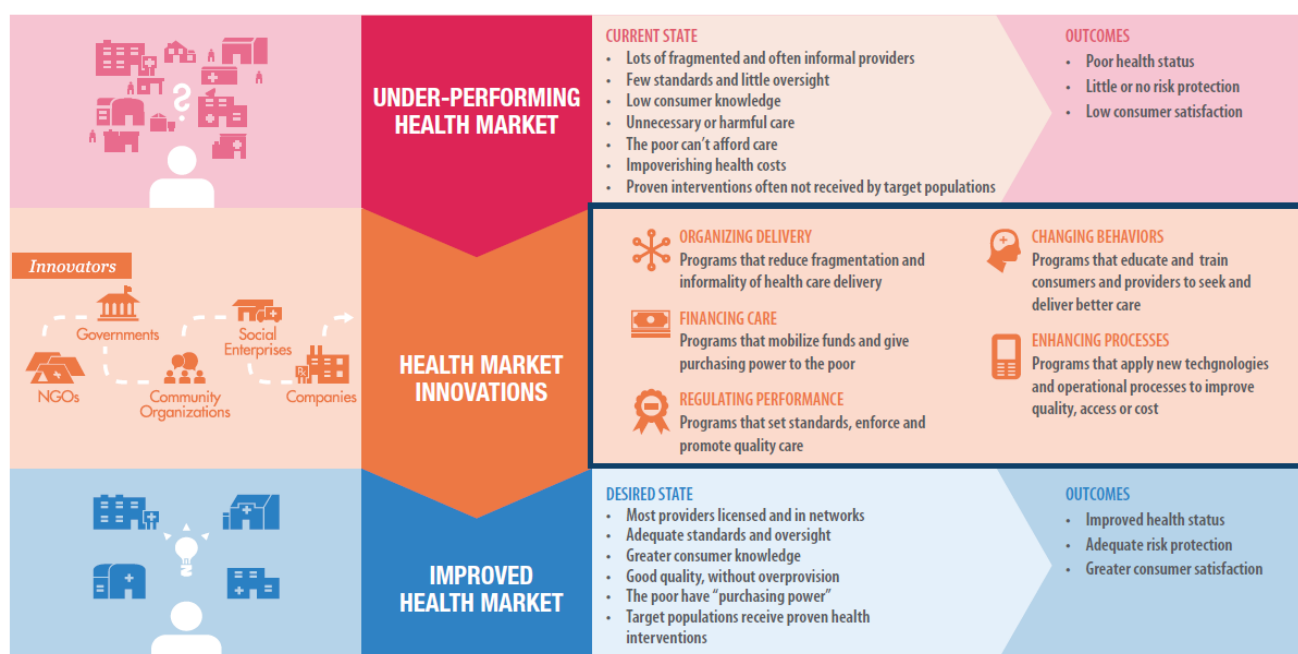 UNDER-PERFORMING
HEALTH MARKET
CURRENT STATE
• Lots of fragmented and often informal providers
• Few standards and little oversight
• Low consumer knowledge
• Unnecessary or harmful care
• The poor can't afford care
• Impoverishing health costs
• Proven interventions often not received by target populations
OUTCOMES
• Poor health status
• Little or no risk protection
• Low consumer satisfaction
Innovators
Governments
Social
Enterprises
NGOs
Community
Organizations
Rx
Companies
HEALTH MARKET
INNOVATIONS
ORGANIZING DELIVERY
Programs that reduce fragmentation and
informality of health care delivery
FINANCING CARE
Programs that mobilize funds and give
purchasing power to the poor
REGULATING PERFORMANCE
Programs that set standards, enforce and
promote quality care
CHANGING BEHAVIORS
Programs that educate and train
consumers and providers to seek and
deliver better care
ENHANCING PROCESSES
Programs that apply new techgnologies
and operational processes to improve
quality, access or cost
IMPROVED
HEALTH MARKET
DESIRED STATE
• Most providers licensed and in networks
• Adequate standards and oversight
• Greater consumer knowledge
• Good quality, without overprovision
• The poor have “purchasing power”
• Target populations receive proven health
interventions
OUTCOMES
• Improved health status
• Adequate risk protection
• Greater consumer satisfaction